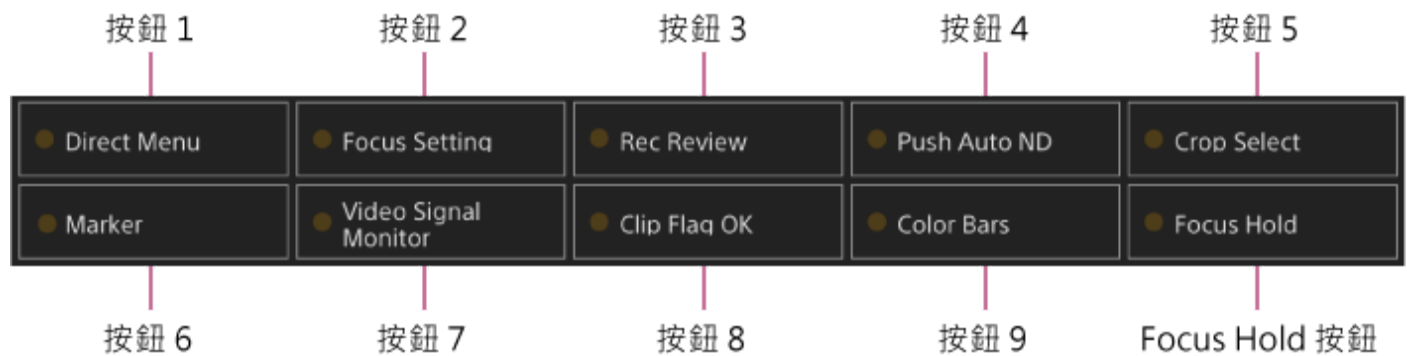 按鈕 1
按鈕 2
按鈕 3
按鈕 4
按鈕 5
Direct Menu
Focus Setting
Rec Review
Push Auto ND
Crop Select
Marker
Video Signal
Monitor
Clip Flag OK
Color Bars
Focus Hold
按鈕 6
按鈕 7
按鈕 8
按鈕 9
Focus Hold 按鈕